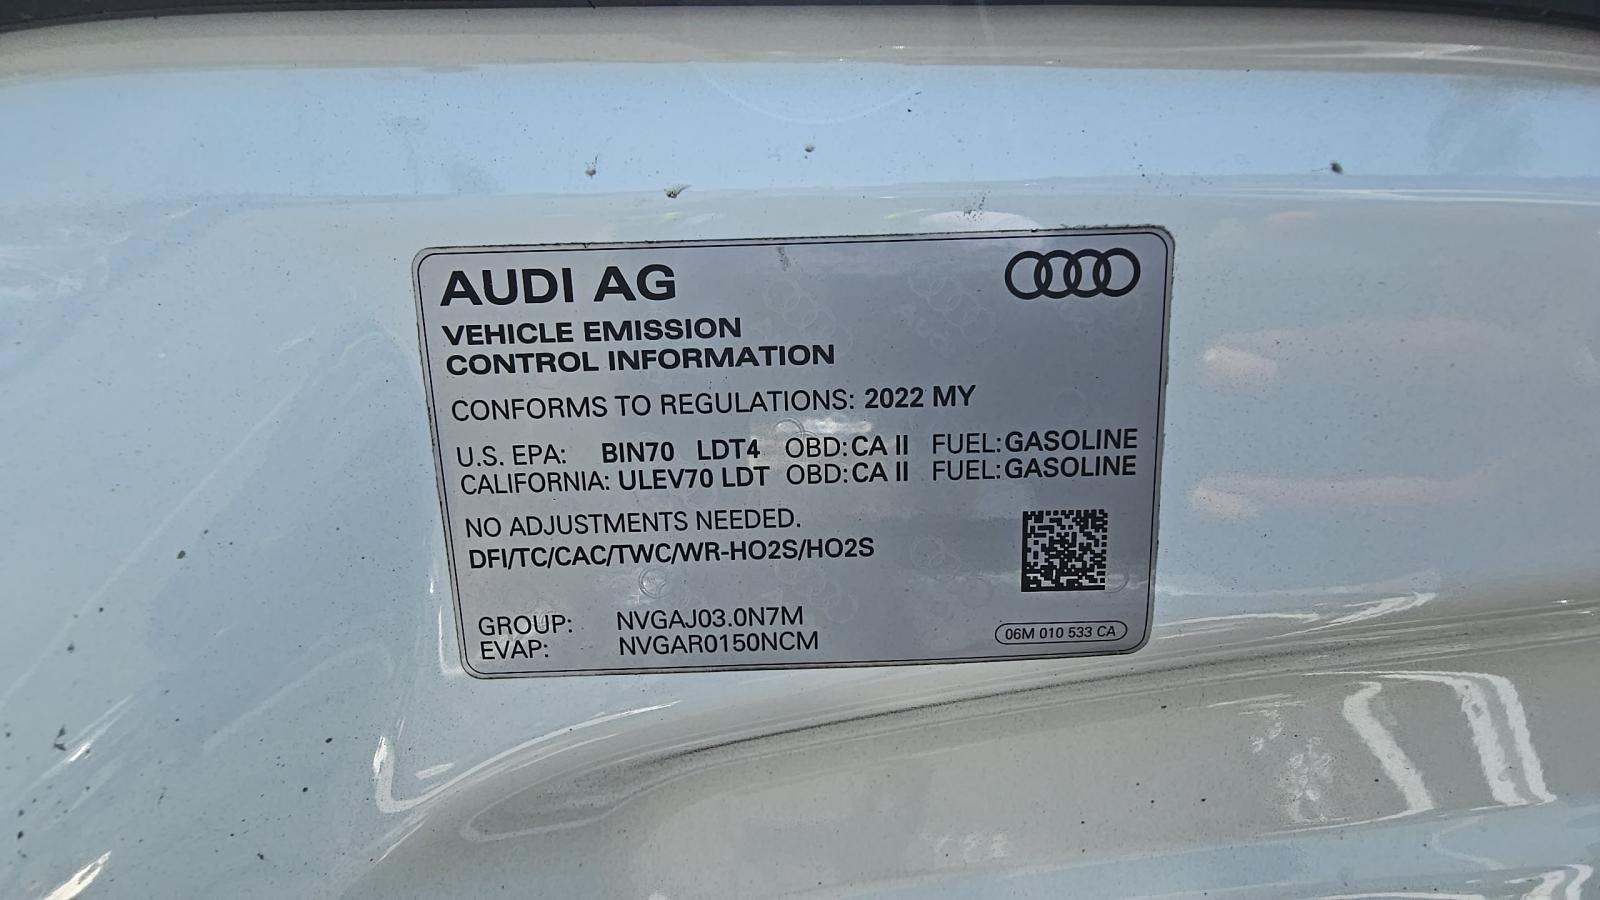 AUDI AG
VEHICLE EMISSION
CONTROL INFORMATION
CONFORMS TO REGULATIONS: 2022 MY
U.S. EPA: BIN70 LDT4 OBD: CA II FUEL: GASOLINE
CALIFORNIA: ULEV70 LDT OBD: CA II FUEL: GASOLINE
NO ADJUSTMENTS NEEDED.
DFI/TC/CAC/TWC/WR-HO2S/HO2S
GROUP: NVGAJ03.0N7M
EVAP: NVGAR0150NCM
06M 010 533 CA